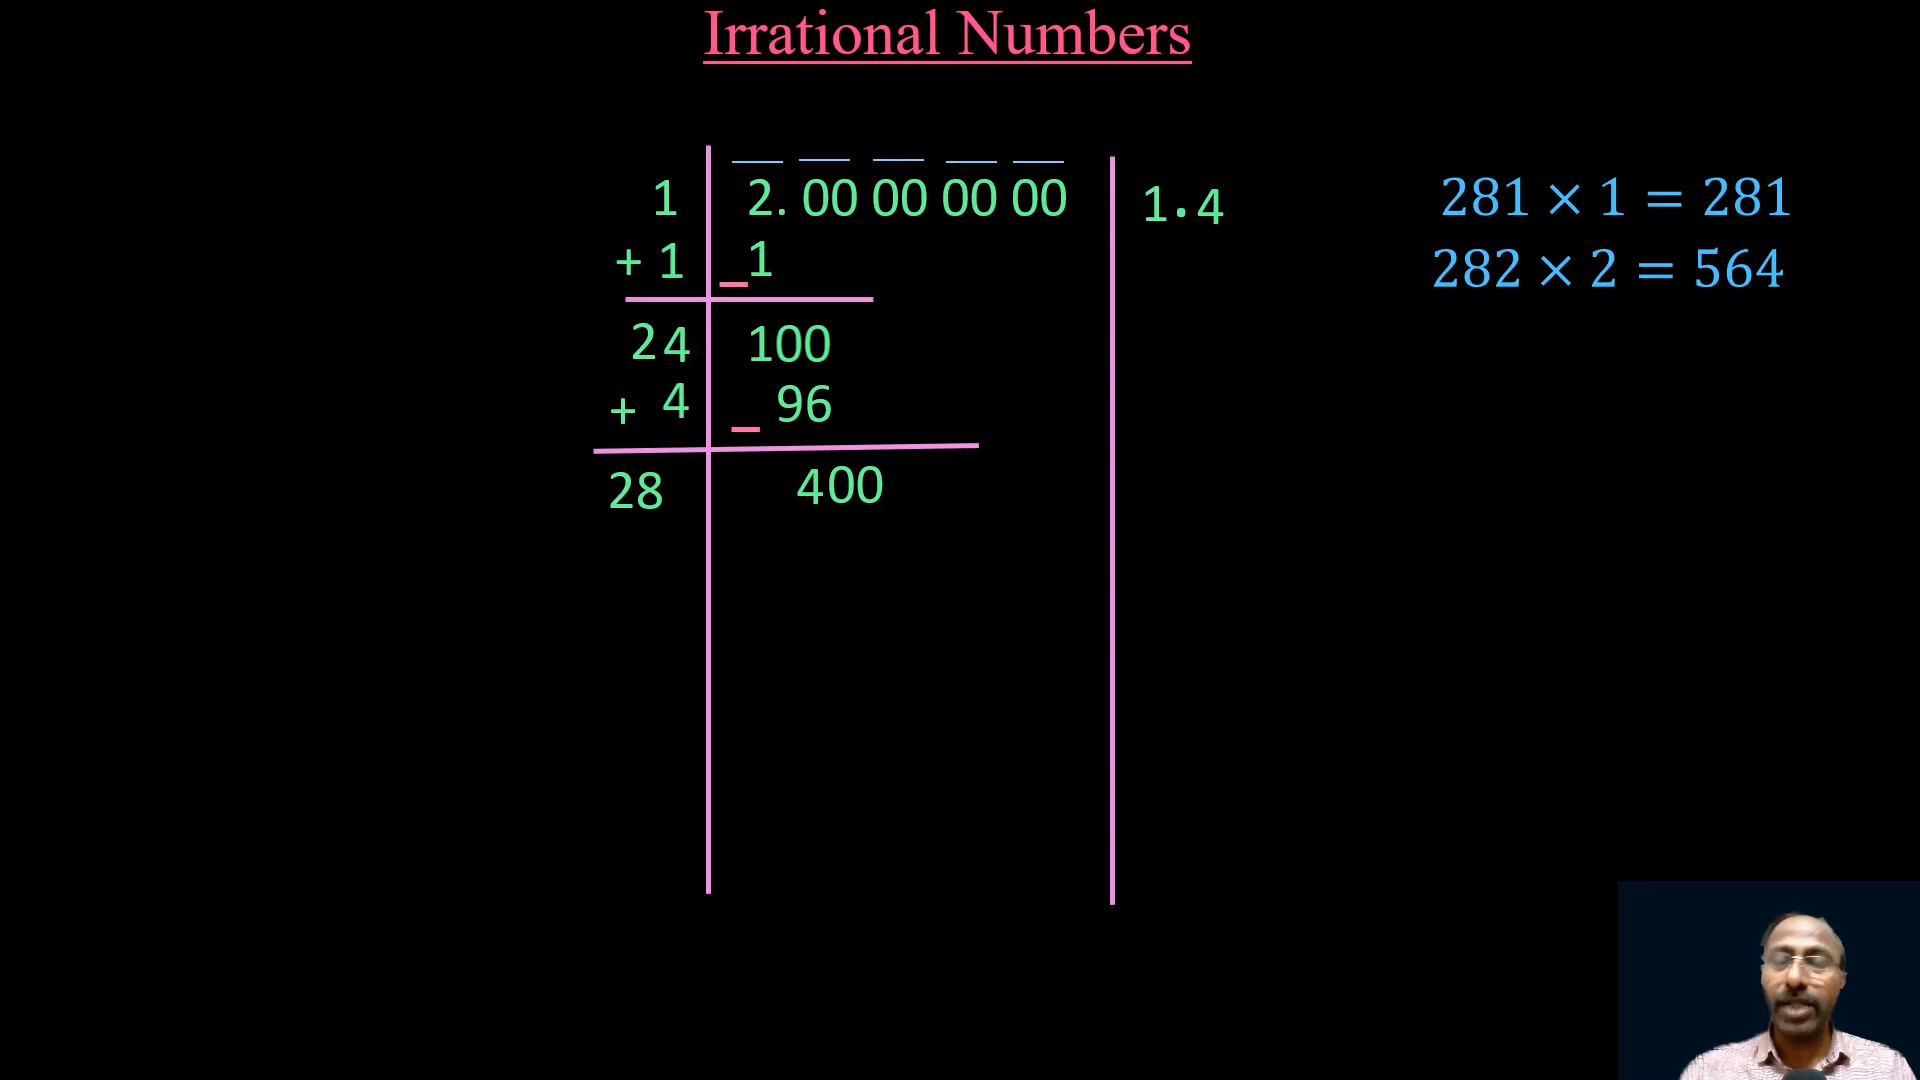 Irrational Numbers
1 2. 00 00 00 00 1.4
+ 1 _1
24 100
+ 4 _ 96
28 400
281 × 1 = 281
282 × 2 = 564